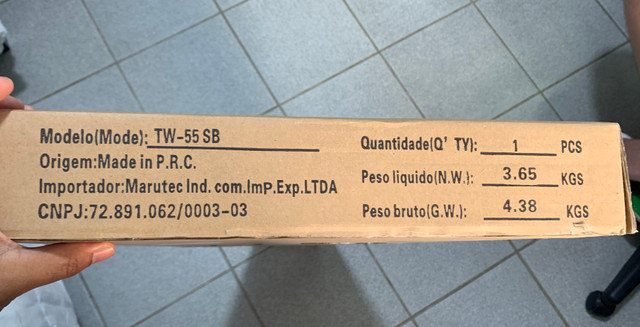 Modelo(Mode): TW-55 SB
Origem:Made in P.R.C.
Importador:Marutec Ind. com.Imp.Exp.LTDA
CNPJ:72.891.062/0003-03
Quantidade(Q' TY): 1 PCS
Peso liquido(N.W.): 3.65 KGS
Peso bruto(G.W.): 4.38 KGS